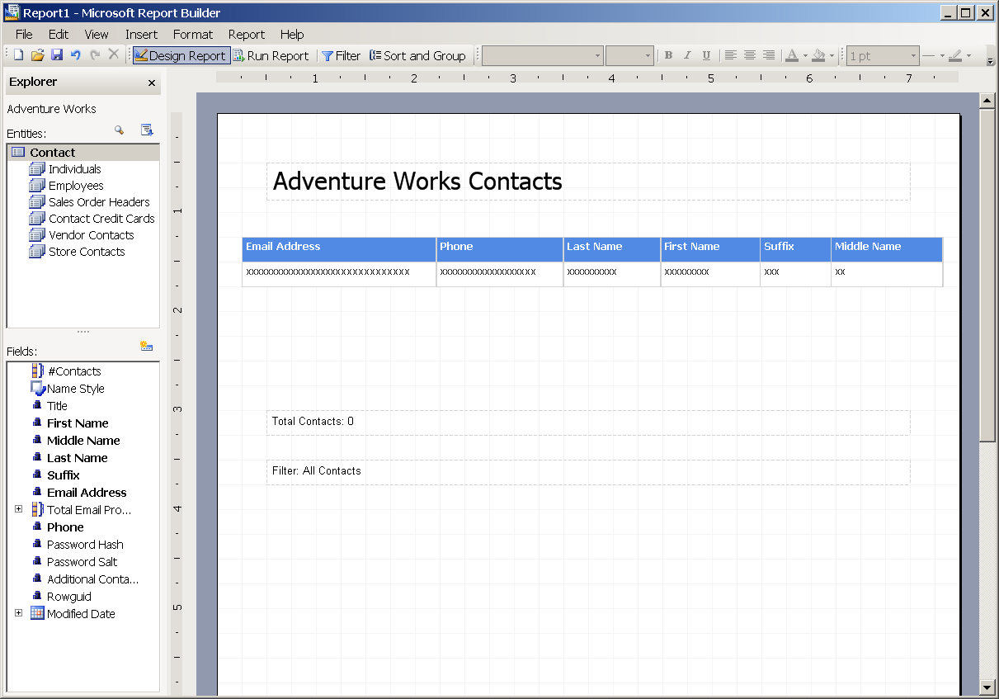 Report1 - Microsoft Report Builder
File Edit View Insert Format Report Help
Design Report Run Report Filter Sort and Group B I U A 1 pt
Explorer
Adventure Works
Entities:
Contact
Individuals
Employees
Sales Order Headers
Contact Credit Cards
Vendor Contacts
Store Contacts
Fields:
#Contacts
Name Style
Title
First Name
Middle Name
Last Name
Suffix
Email Address
Total Email Pro...
Phone
Password Hash
Password Salt
Additional Conta...
Rowguid
Modified Date
1 2 3 4 5 6 7
1
2
3
4
5
Adventure Works Contacts
Email Address Phone Last Name First Name Suffix Middle Name
xxxxxxxxxxxxxxxxxxxxxxxxxxxxxxxx xxxxxxxxxxxxxxxxxxx xxxxxxxxxx xxxxxxxxx xxx xx
Total Contacts: 0
Filter: All Contacts